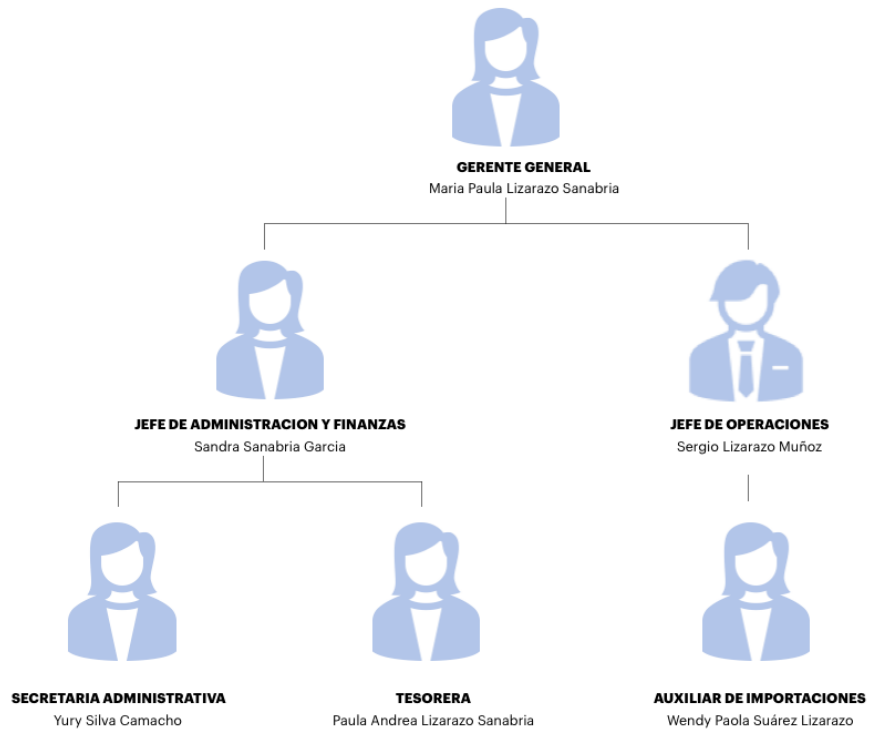 GERENTE GENERAL
Maria Paula Lizarazo Sanabria
JEFE DE ADMINISTRACION Y FINANZAS
Sandra Sanabria Garcia
JEFE DE OPERACIONES
Sergio Lizarazo Muñoz
SECRETARIA ADMINISTRATIVA
Yury Silva Camacho
TESORERA
Paula Andrea Lizarazo Sanabria
AUXILIAR DE IMPORTACIONES
Wendy Paola Suárez Lizarazo